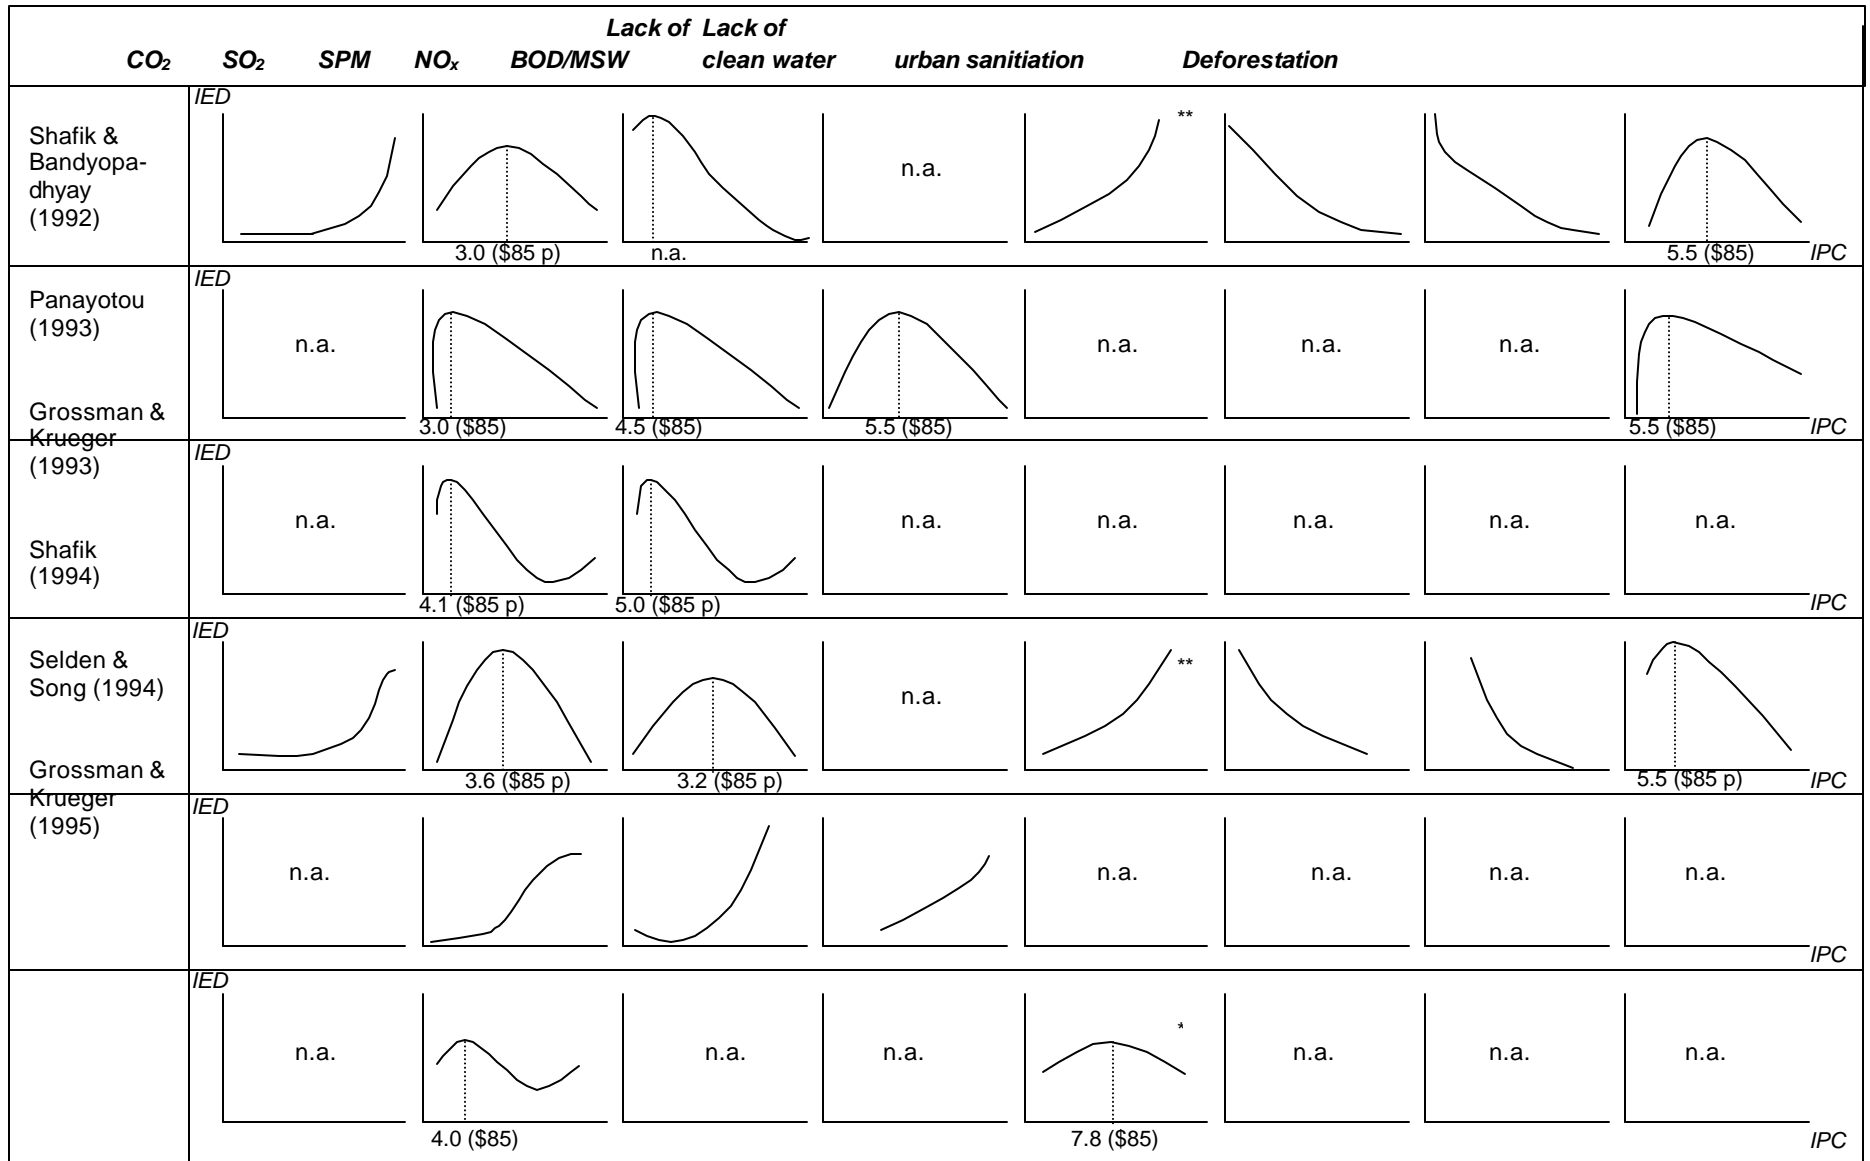 Lack of Lack of
CO₂ SO₂ SPM NOₓ BOD/MSW clean water urban sanitiation Deforestation
IED
Shafik &
Bandyopa-
dhyay
(1992)
**
n.a.
3.0 ($85 p) n.a. 5.5 ($85) IPC
IED
Panayotou
(1993)
n.a. n.a. n.a. n.a.
3.0 ($85) 4.5 ($85) 5.5 ($85) 5.5 ($85) IPC
Grossman &
Krueger
(1993)
IED
n.a. n.a. n.a. n.a. n.a. n.a.
Shafik
(1994)
4.1 ($85 p) 5.0 ($85 p) IPC
IED
Selden &
Song (1994)
**
n.a.
3.6 ($85 p) 3.2 ($85 p) 5.5 ($85 p) IPC
Grossman &
Krueger
(1995)
IED
n.a. n.a. n.a. n.a. n.a.
IPC
IED
*
n.a. n.a. n.a. n.a. n.a. n.a.
4.0 ($85) 7.8 ($85) IPC